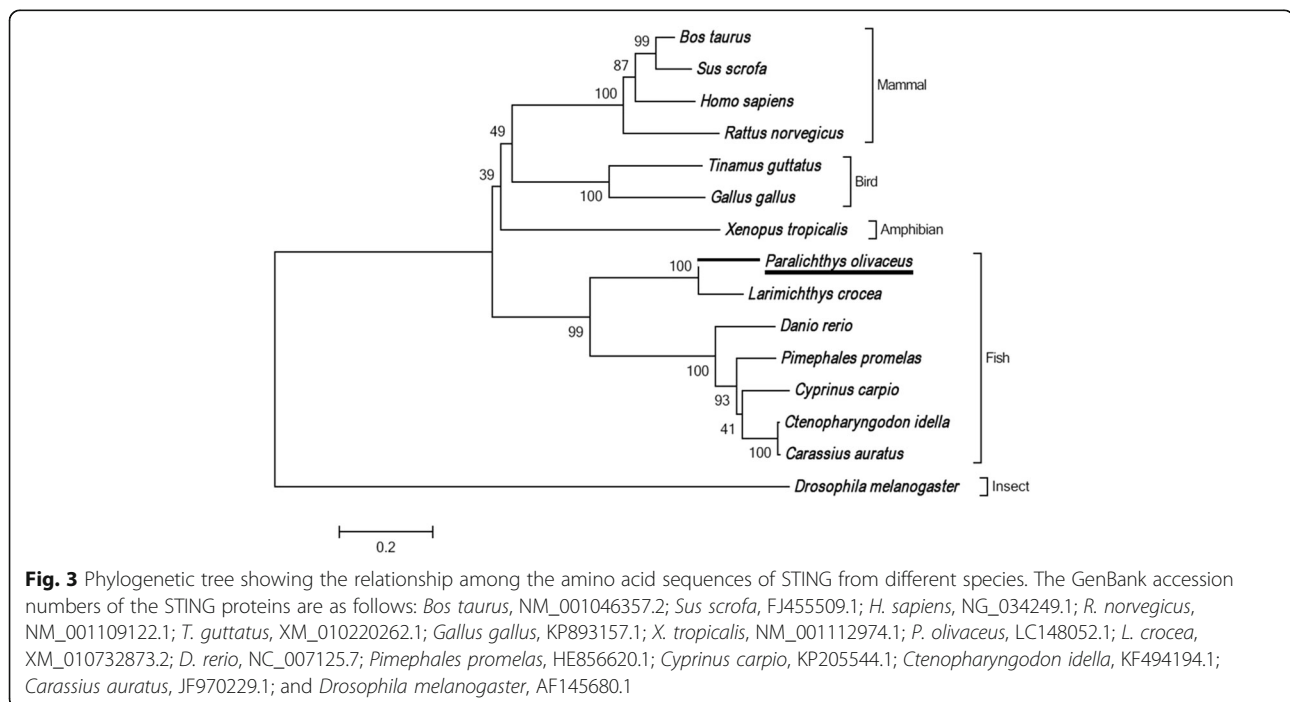 99
Bos taurus
87
Sus scrofa
Mammal
100
Homo sapiens
49
Rattus norvegicus
39
Tinamus guttatus
Bird
100
Gallus gallus
Xenopus tropicalis
Amphibian
100
Paralichthys olivaceus
Larimichthys crocea
99
Danio rerio
Fish
100
Pimephales promelas
93
Cyprinus carpio
41
Ctenopharyngodon idella
100
Carassius auratus
Drosophila melanogaster
Insect
0.2
Fig. 3 Phylogenetic tree showing the relationship among the amino acid sequences of STING from different species. The GenBank accession
numbers of the STING proteins are as follows: Bos taurus, NM_001046357.2; Sus scrofa, FJ455509.1; H. sapiens, NG_034249.1; R. norvegicus,
NM_001109122.1; T. guttatus, XM_010220262.1; Gallus gallus, KP893157.1; X. tropicalis, NM_001112974.1; P. olivaceus, LC148052.1; L. crocea,
XM_010732873.2; D. rerio, NC_007125.7; Pimephales promelas, HE856620.1; Cyprinus carpio, KP205544.1; Ctenopharyngodon idella, KF494194.1;
Carassius auratus, JF970229.1; and Drosophila melanogaster, AF145680.1